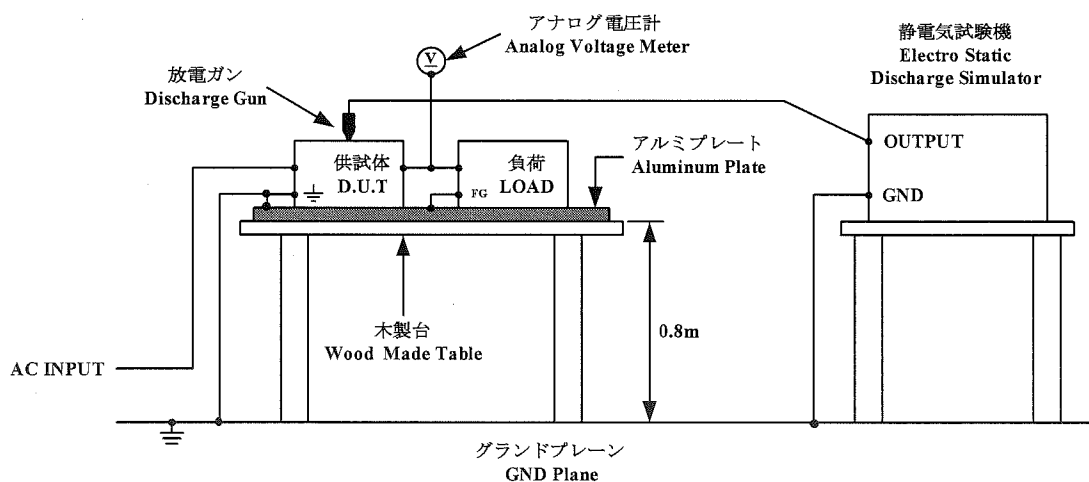 アナログ電圧計
Analog Voltage Meter
静電気試験機
Electro Static
Discharge Simulator
放電ガン
Discharge Gun
V
アルミプレート
Aluminum Plate
OUTPUT
供試体
D.U.T
負荷
LOAD
FG
GND
木製台
Wood Made Table
0.8m
AC INPUT
グランドプレーン
GND Plane